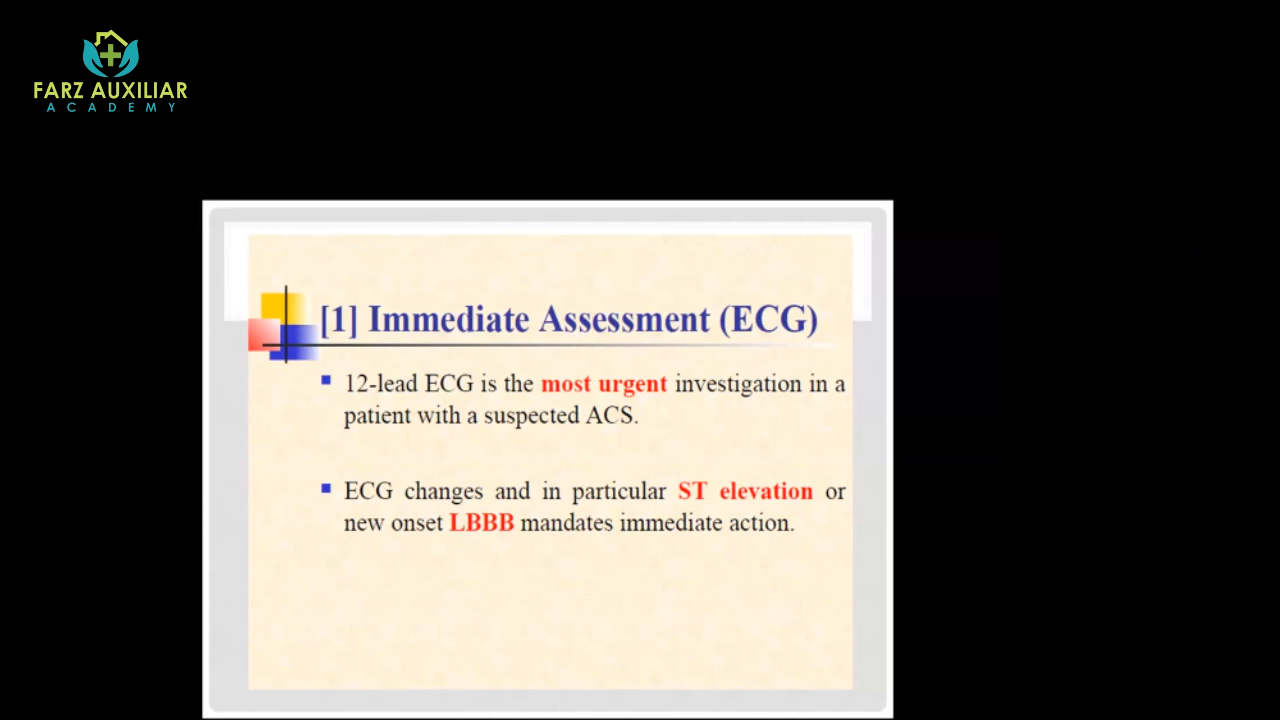 FARZ AUXILIAR
ACADEMY
[1] Immediate Assessment (ECG)
12-lead ECG is the most urgent investigation in a
patient with a suspected ACS.
ECG changes and in particular ST elevation or
new onset LBBB mandates immediate action.